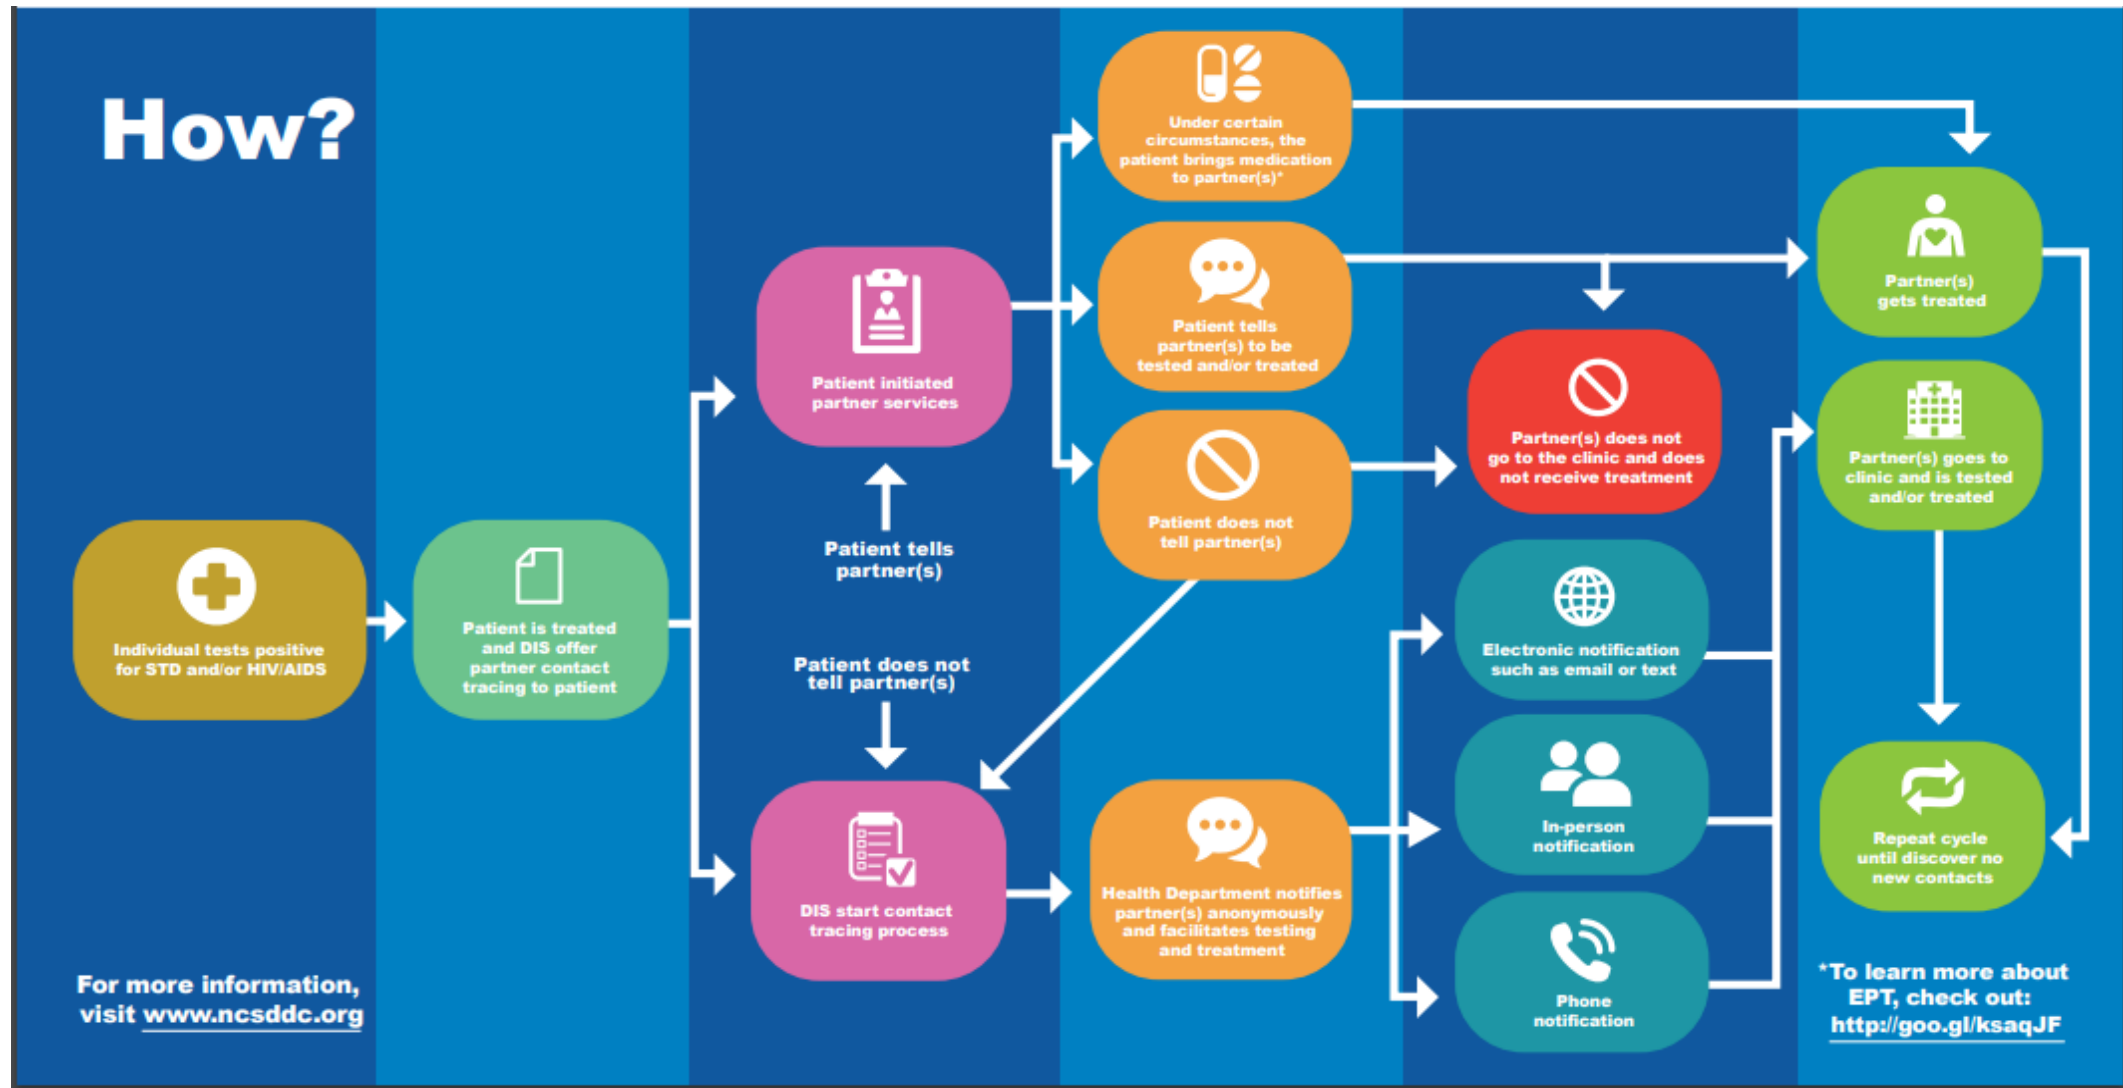 How?
Individual tests positive
for STD and/or HIV/AIDS
For more information,
visit www.ncsddc.org
Patient is treated
and DIS offer
partner contact
tracing to patient
Patient initiated
partner services
Patient tells
partner(s)
Patient does not
tell partner(s)
DIS start contact
tracing process
Under certain
circumstances, the
patient brings medication
to partner(s)*
Patient tells
partner(s) to be
tested and/or treated
Patient does not
tell partner(s)
Health Department notifies
partner(s) anonymously
and facilitates testing
and treatment
Partner(s) does not
go to the clinic and does
not receive treatment
Electronic notification
such as email or text
In-person
notification
Phone
notification
Partner(s)
gets treated
Partner(s) goes to
clinic and is tested
and/or treated
Repeat cycle
until discover no
new contacts
*To learn more about
EPT, check out:
http://goo.gl/ksaqJF